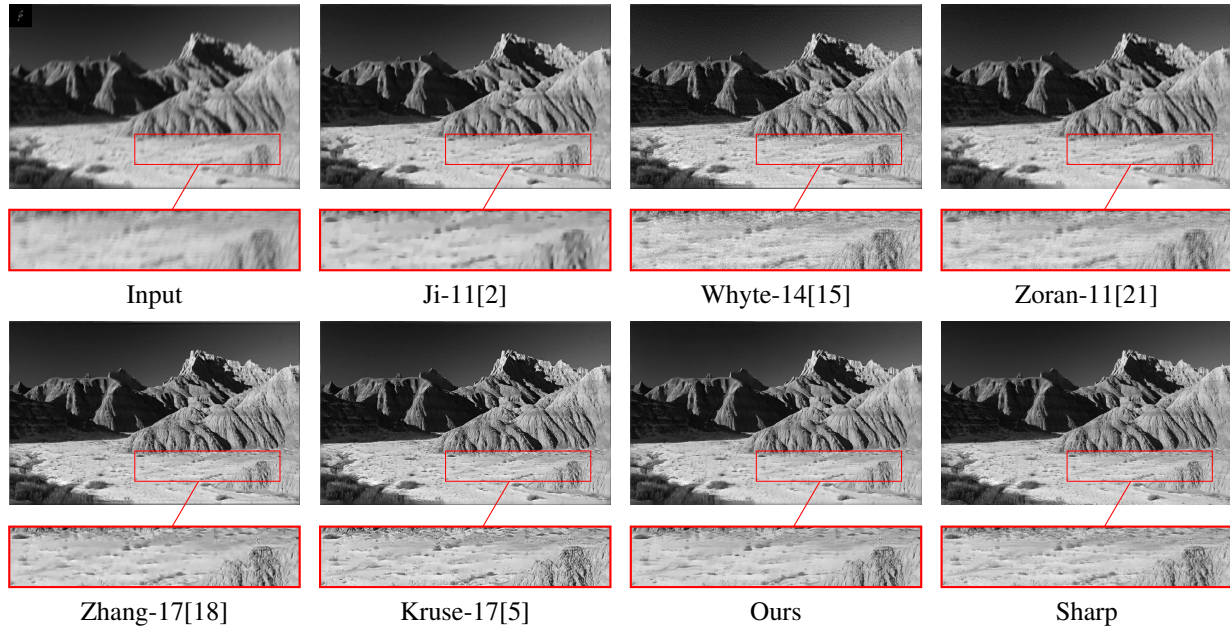 Input Ji-11[2] Whyte-14[15] Zoran-11[21]
Zhang-17[18] Kruse-17[5] Ours Sharp